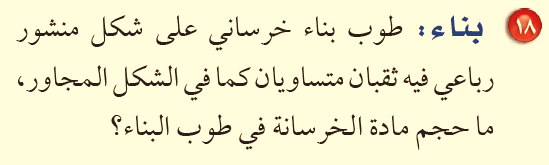 ١٨ بناء: طوب بناء خرساني على شكل منشور
رباعي فيه ثقبان متساويان كما في الشكل المجاور،
ما حجم مادة الخرسانة في طوب البناء؟